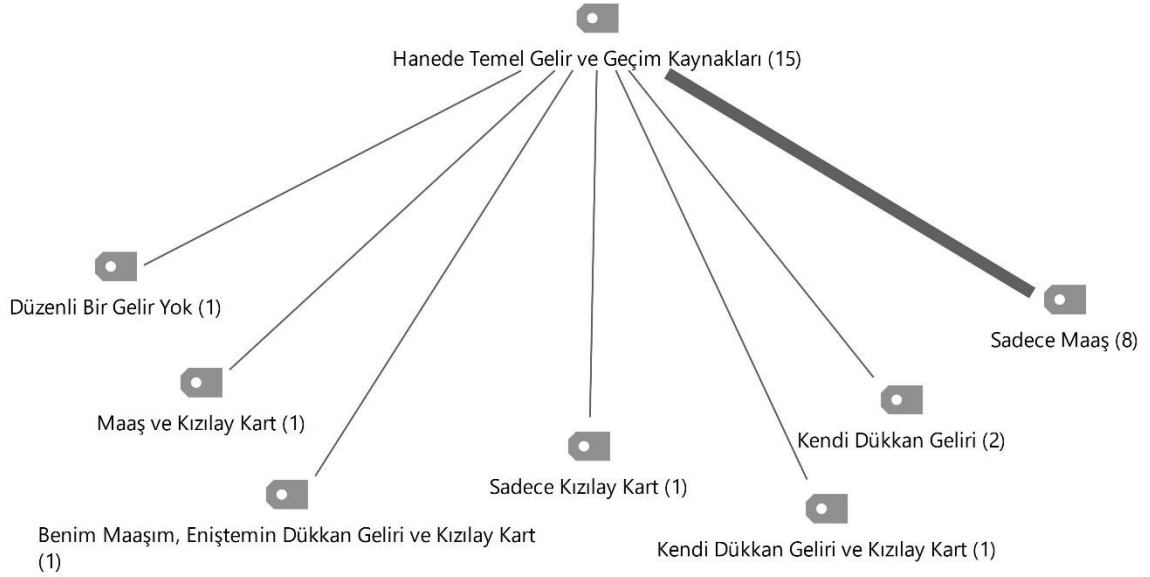 Hanede Temel Gelir ve Geçim Kaynakları (15)
Düzenli Bir Gelir Yok (1)
Sadece Maaş (8)
Maaş ve Kızılay Kart (1)
Kendi Dükkan Geliri (2)
Sadece Kızılay Kart (1)
Benim Maaşım, Eniştemin Dükkan Geliri ve Kızılay Kart
(1)
Kendi Dükkan Geliri ve Kızılay Kart (1)